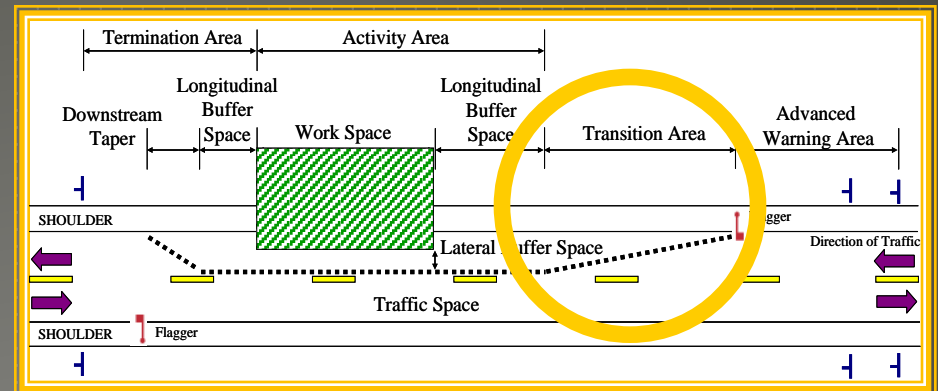 Termination Area
Activity Area
Longitudinal
Buffer
Space
Longitudinal
Buffer
Space
Downstream
Taper
Work Space
Transition Area
Advanced
Warning Area
SHOULDER
Lateral Buffer Space
Direction of Traffic
Traffic Space
SHOULDER
Flagger